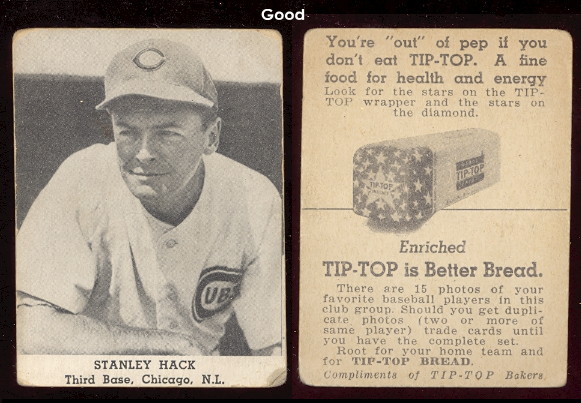 Good
C
CUBS
STANLEY HACK
Third Base, Chicago, N.L.
You're "out" of pep if you
don't eat TIP-TOP. A fine
food for health and energy
Look for the stars on the TIP-
TOP wrapper and the stars on
the diamond.
TIP-TOP
TIP-TOP
Enriched
TIP-TOP is Better Bread.
There are 15 photos of your
favorite baseball players in this
club group. Should you get dupli-
cate photos (two or more of
same player) trade cards until
you have the complete set.
Root for your home team and
for TIP-TOP BREAD.
Compliments of TIP-TOP Bakers.